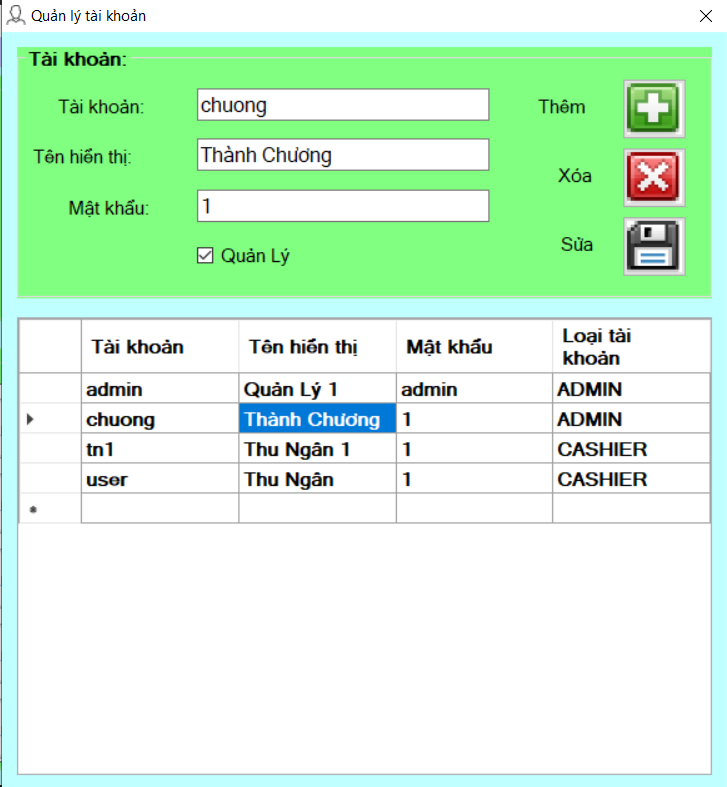 Quản lý tài khoản
Tài khoản:
Tài khoản: chuong Thêm
Tên hiển thị: Thành Chương
Xóa
Mật khẩu: 1
Sửa
Quản Lý
Tài khoản Tên hiển thị Mật khẩu Loại tài khoản
admin Quản Lý 1 admin ADMIN
chuong Thành Chương 1 ADMIN
tn1 Thu Ngân 1 1 CASHIER
user Thu Ngân 1 CASHIER